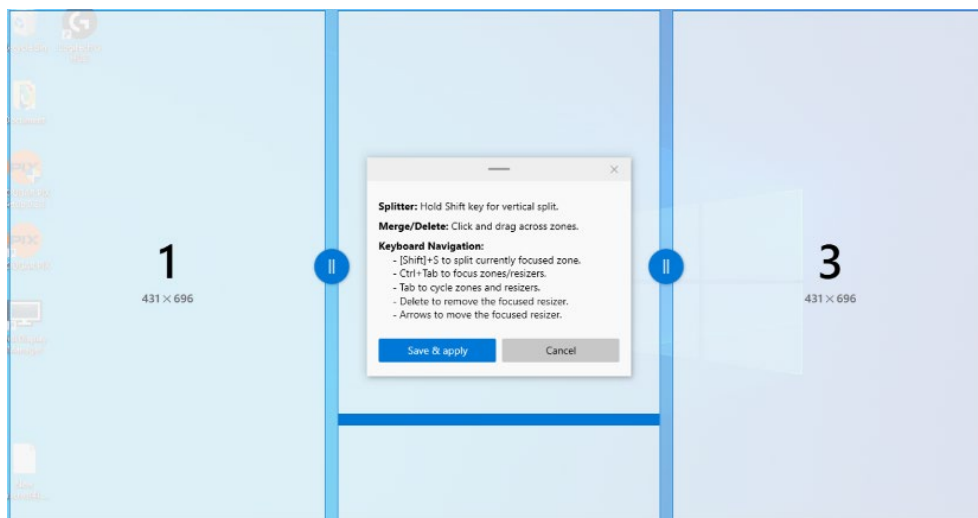 Splitter: Hold Shift key for vertical split.
Merge/Delete: Click and drag across zones.
Keyboard Navigation:
- [Shift]+S to split currently focused zone.
- Ctrl+Tab to focus zones/resizers.
- Tab to cycle zones and resizers.
- Delete to remove the focused resizer.
- Arrows to move the focused resizer.
Save & apply
Cancel
1
431 × 696
3
431 × 696